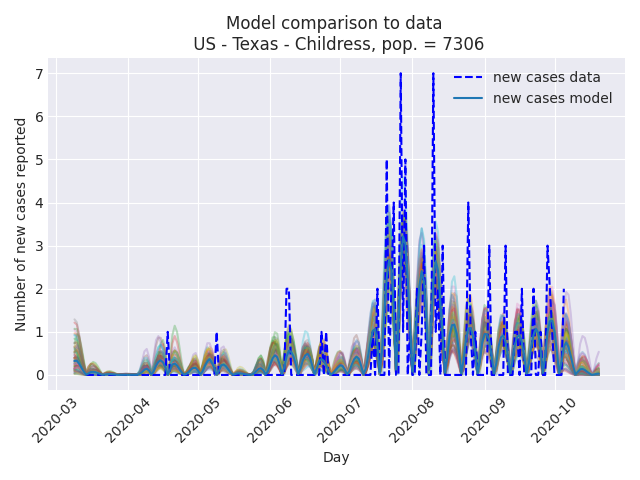 Model comparison to data
US - Texas - Childress, pop. = 7306
new cases data
new cases model
Number of new cases reported
7
6
5
4
3
2
1
0
2020-03
2020-04
2020-05
2020-06
2020-07
2020-08
2020-09
2020-10
Day